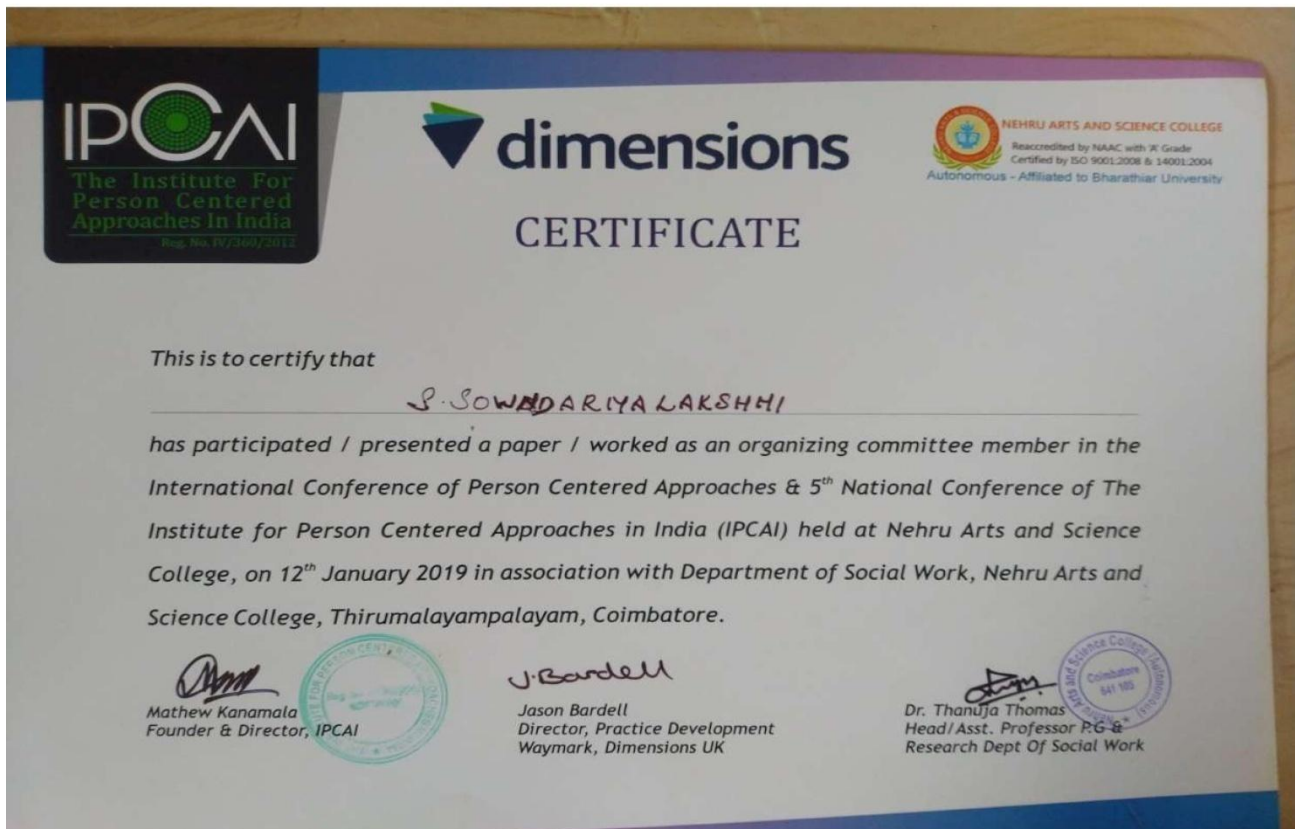 IPCAI
The Institute For
Person Centered
Approaches In India
Reg. No. IV/360/2012
dimensions
CERTIFICATE
NEHRU ARTS AND SCIENCE COLLEGE
Reaccredited by NAAC with 'A' Grade
Certified by ISO 9001:2008 & 14001:2004
Autonomous - Affiliated to Bharathiar University
This is to certify that
S. SOWNDARIYA LAKSHMI
has participated / presented a paper / worked as an organizing committee member in the
International Conference of Person Centered Approaches & 5th National Conference of The
Institute for Person Centered Approaches in India (IPCAI) held at Nehru Arts and Science
College, on 12th January 2019 in association with Department of Social Work, Nehru Arts and
Science College, Thirumalayampalayam, Coimbatore.
J. Bardell
Mathew Kanamala
Founder & Director, IPCAI
Jason Bardell
Director, Practice Development
Waymark, Dimensions UK
Dr. Thanuja Thomas
Head/Asst. Professor P.G &
Research Dept Of Social Work
Coimbatore
641 105